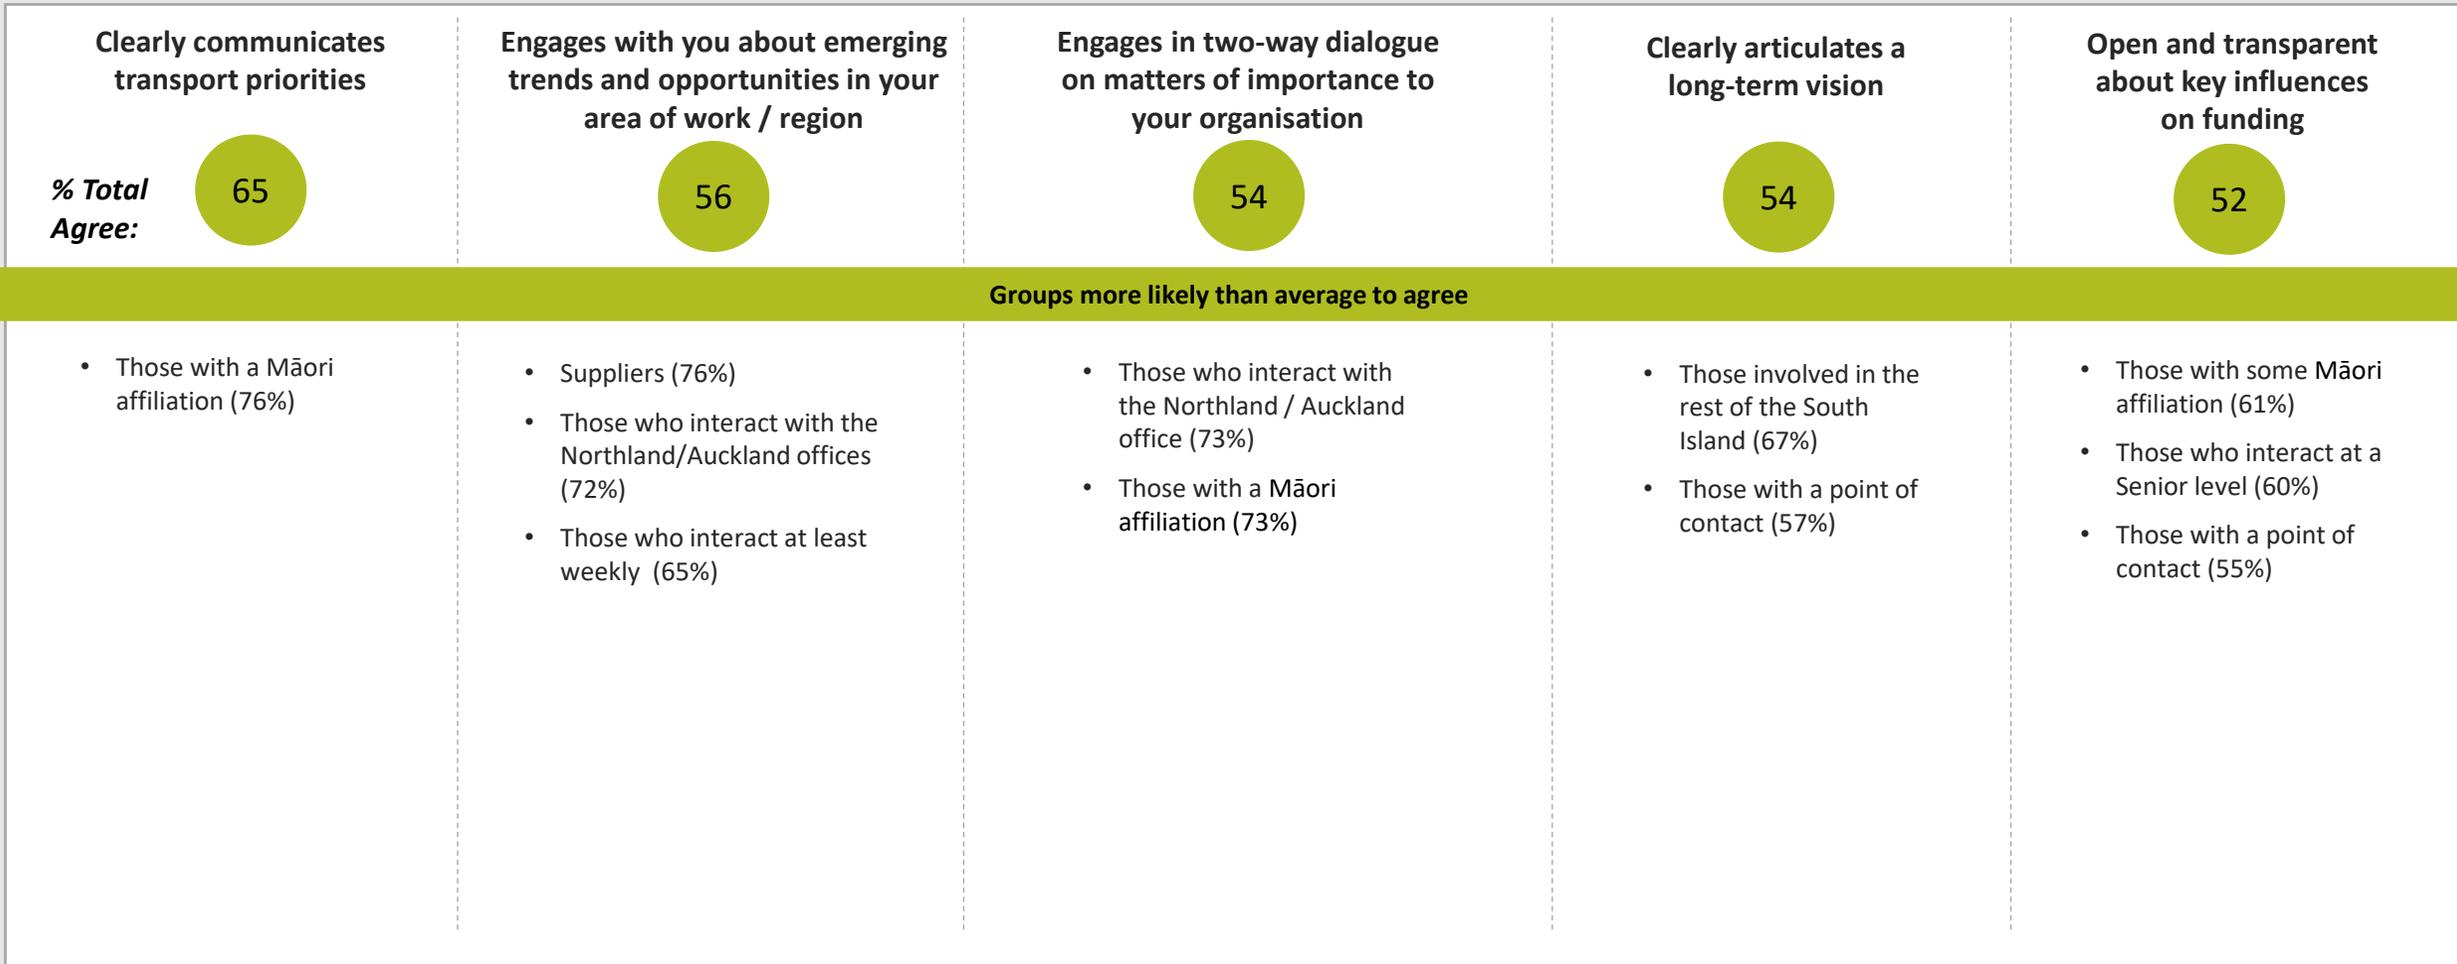 Clearly communicates
transport priorities
% Total
Agree:
65
Engages with you about emerging
trends and opportunities in your
area of work / region
56
Engages in two-way dialogue
on matters of importance to
your organisation
54
Clearly articulates a
long-term vision
54
Open and transparent
about key influences
on funding
52
Groups more likely than average to agree
• Those with a Māori
affiliation (76%)
• Suppliers (76%)
• Those who interact with the
Northland/Auckland offices
(72%)
• Those who interact at least
weekly  (65%)
• Those who interact with
the Northland / Auckland
office (73%)
• Those with a Māori
affiliation (73%)
• Those involved in the
rest of the South
Island (67%)
• Those with a point of
contact (57%)
• Those with some Māori
affiliation (61%)
• Those who interact at a
Senior level (60%)
• Those with a point of
contact (55%)